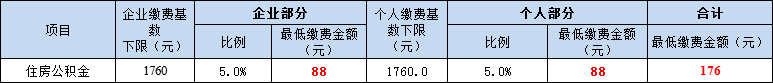 项目
企业缴费基
数
下限（元）
企业部分
个人缴费基
数下限（元）
个人部分
合计
比例
最低缴费金额
（元）
比例
最低缴费金额
（元）
最低缴费金额（元）
住房公积金
1760
5.0%
88
1760.0
5.0%
88
176